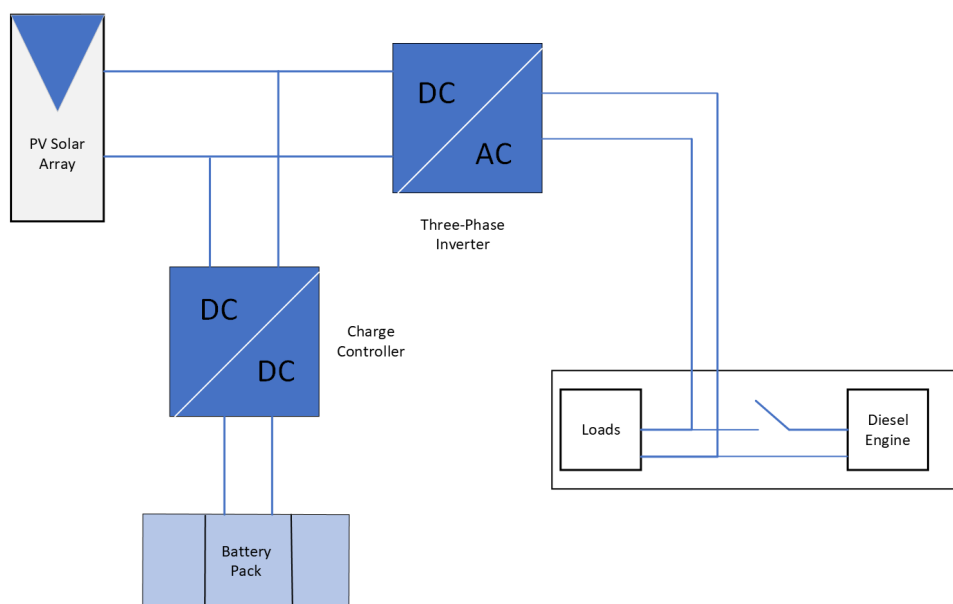 PV Solar
Array
DC
AC
Three-Phase
Inverter
DC
DC
Charge
Controller
Loads
Diesel
Engine
Battery
Pack